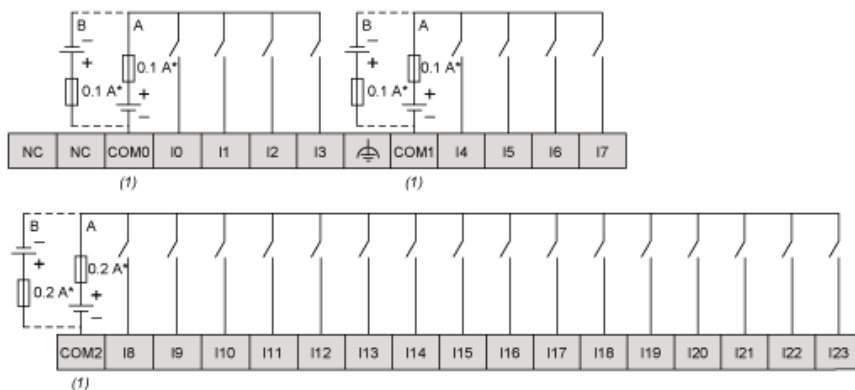 B A B A
− + 0.1 A* + − 0.1 A* − + 0.1 A* + − 0.1 A*
NC NC COM0 I0 I1 I2 I3 COM1 I4 I5 I6 I7
(1) (1)
B A
− + 0.2 A* + − 0.2 A*
COM2 I8 I9 I10 I11 I12 I13 I14 I15 I16 I17 I18 I19 I20 I21 I22 I23
(1)